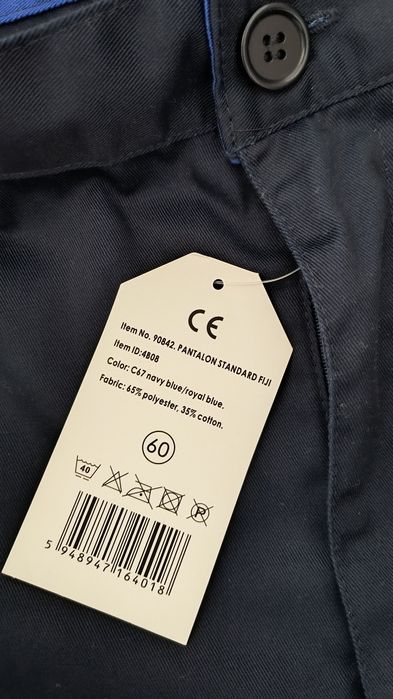 CE
Item No. 90842. PANTALON STANDARD FIJI
Item ID:4808
Color: C67 navy blue/royal blue.
Fabric: 65% polyester, 35% cotton.
60
40
P
5 948947 164018